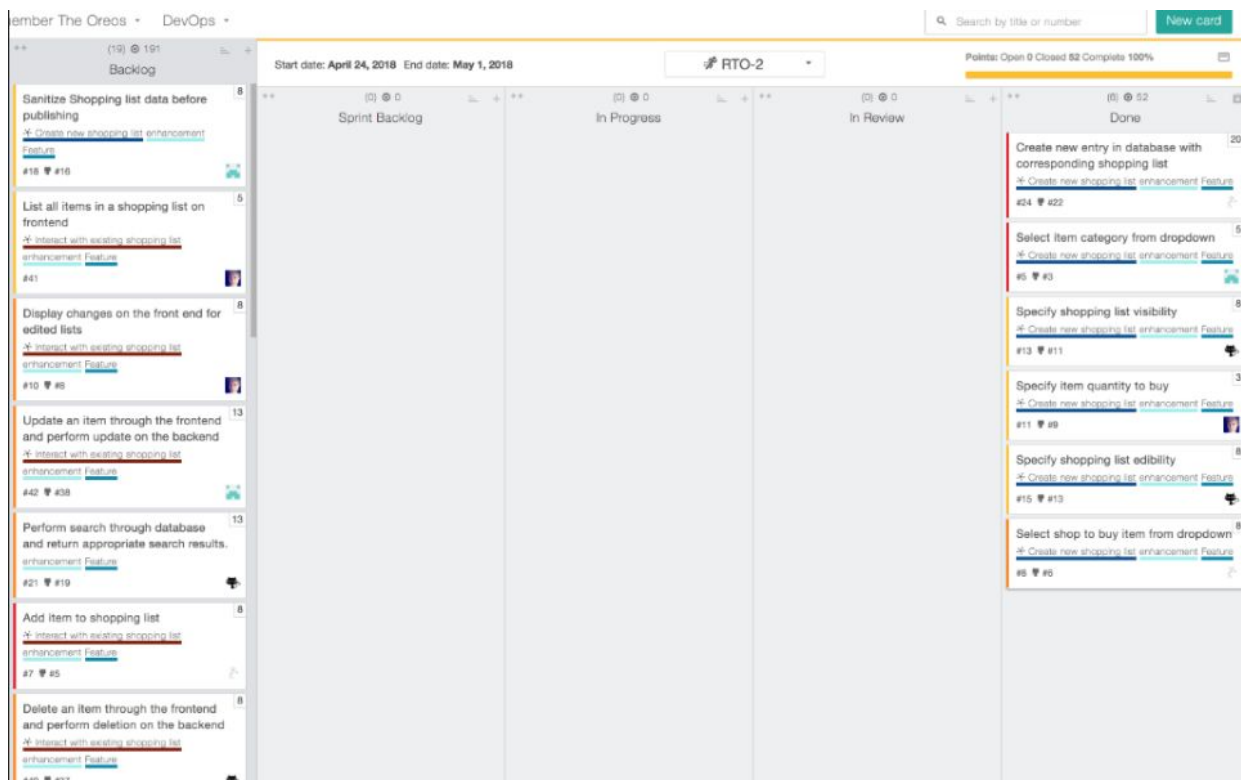 ember The Oreos
DevOps
Search by title or number
New card
(19) 191
Backlog
Start date: April 24, 2018 End date: May 1, 2018
RTO-2
Points: Open 0 Closed 52 Complete 100%
Sanitize Shopping list data before
publishing
Create new shopping list enhancement
Feature
#18 #16
8
List all items in a shopping list on
frontend
Interact with existing shopping list
enhancement Feature
#41
5
Display changes on the front end for
edited lists
Interact with existing shopping list
enhancement Feature
#10 #8
8
Update an item through the frontend
and perform update on the backend
Interact with existing shopping list
enhancement Feature
#42 #38
13
Perform search through database
and return appropriate search results.
enhancement Feature
#21 #19
13
Add item to shopping list
Interact with existing shopping list
enhancement Feature
#7 #5
8
Delete an item through the frontend
and perform deletion on the backend
Interact with existing shopping list
enhancement Feature
8
(0) 0
Sprint Backlog
(0) 0
In Progress
(0) 0
In Review
(6) 52
Done
Create new entry in database with
corresponding shopping list
Create new shopping list enhancement Feature
#24 #22
20
Select item category from dropdown
Create new shopping list enhancement Feature
#5 #3
5
Specify shopping list visibility
Create new shopping list enhancement Feature
#13 #11
8
Specify item quantity to buy
Create new shopping list enhancement Feature
#11 #9
3
Specify shopping list edibility
Create new shopping list enhancement Feature
#15 #13
8
Select shop to buy item from dropdown
Create new shopping list enhancement Feature
8